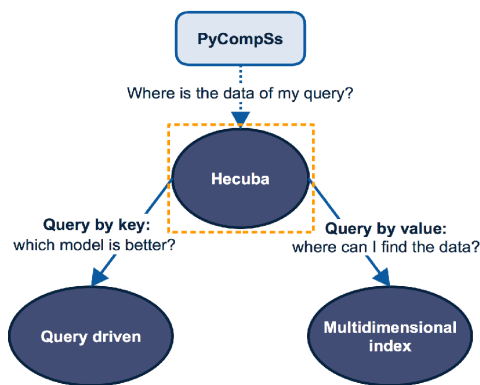 PyCompSs
Where is the data of my query?
Hecuba
Query by key:
which model is better?
Query by value:
where can I find the data?
Query driven
Multidimensional
index